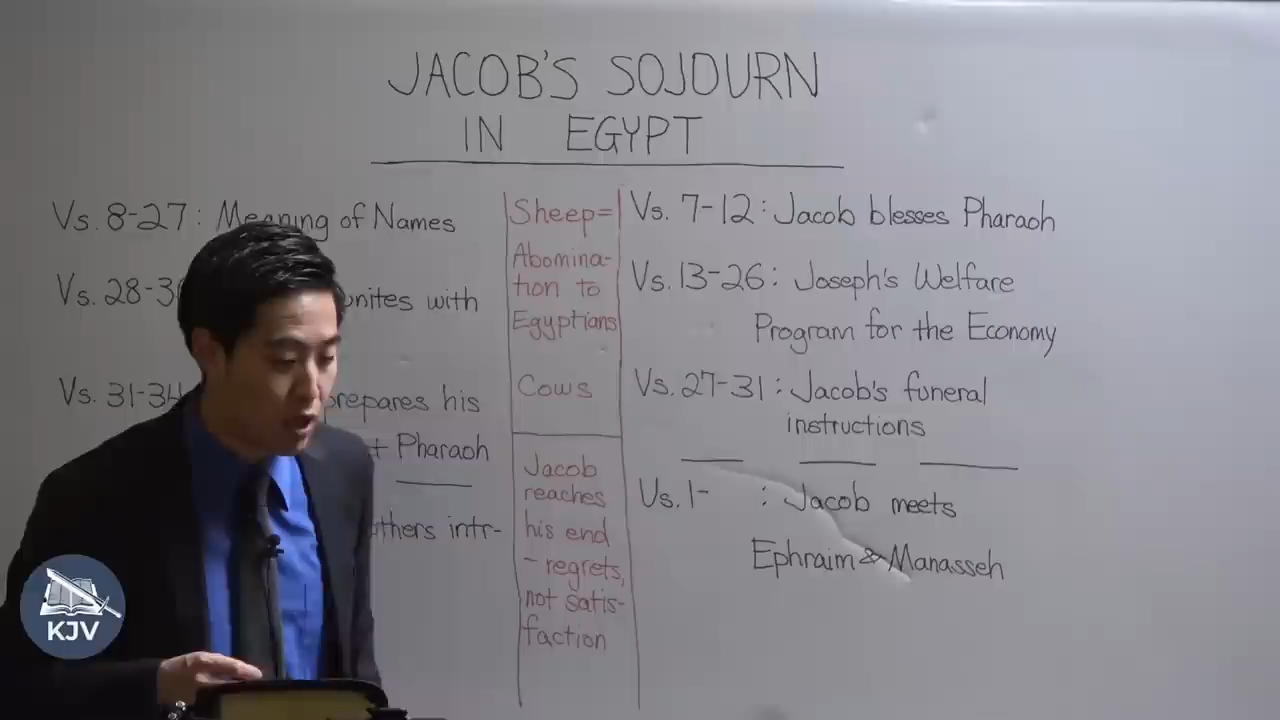 JACOB'S SOJOURN
IN EGYPT
Vs. 8-27: Meaning of Names
Vs. 28-3
nites with
Vs. 31-34
prepares his
Pharaoh
thers intr-
Sheep=
Abomina-
tion to
Egyptians
Cows
Jacob
reaches
his end
- regrets,
not satis-
faction
Vs. 7-12: Jacob blesses Pharaoh
Vs. 13-26: Joseph's Welfare
Program for the Economy
Vs. 27-31: Jacob's funeral
instructions
Vs. 1- : Jacob meets
Ephraim & Manasseh
KJV